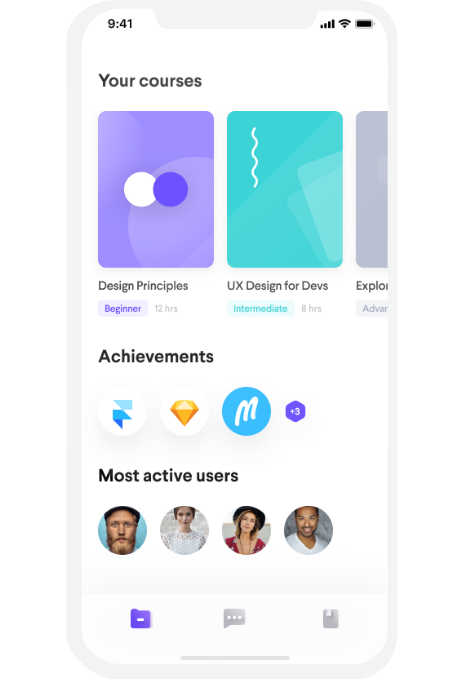 9:41
Your courses
Design Principles
UX Design for Devs
Explor
Beginner 12 hrs
Intermediate 8 hrs
Advan
Achievements
+3
Most active users